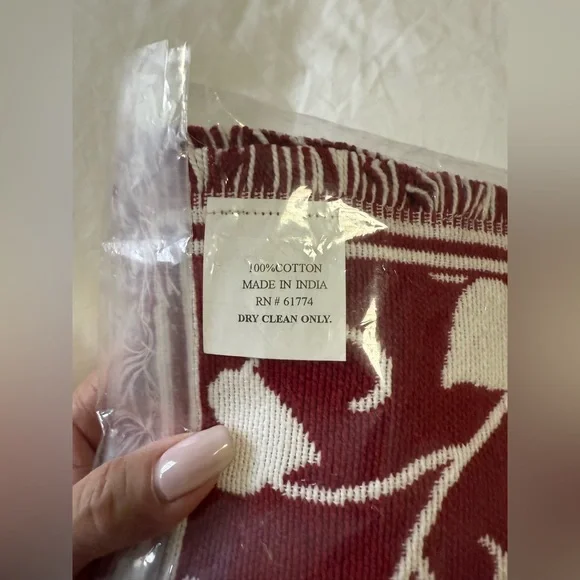 100%COTTON
MADE IN INDIA
RN # 61774
DRY CLEAN ONLY.